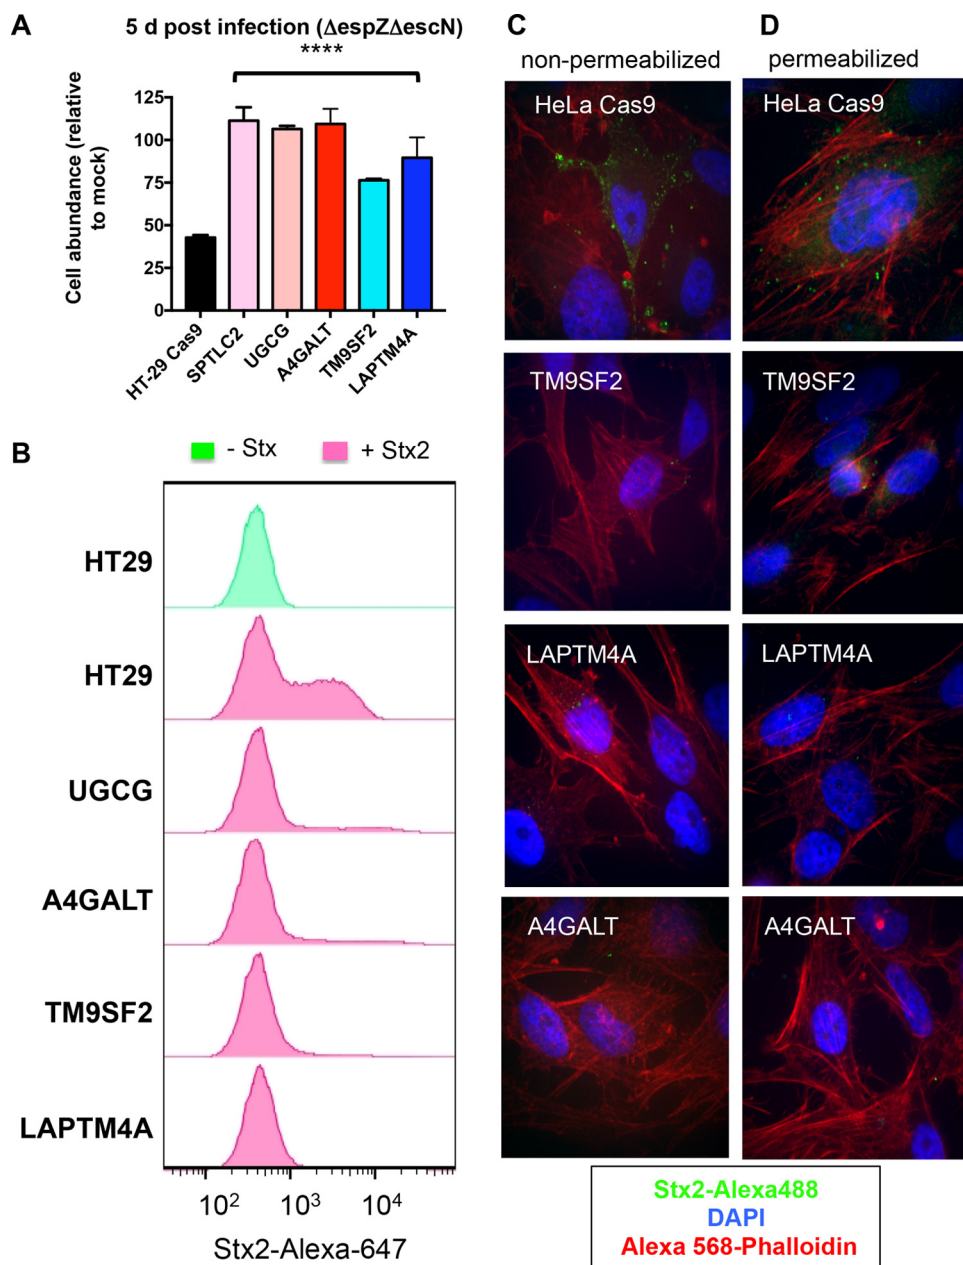 A
5 d post infection (ΔespZΔescN)
****
Cell abundance (relative
to mock)
125
100
75
50
25
0
HT-29 Cas9
SPTLC2
UGCG
A4GALT
TM9SF2
LAPTM4A
B
- Stx
+ Stx2
HT29
HT29
UGCG
A4GALT
TM9SF2
LAPTM4A
10²
10³
10⁴
Stx2-Alexa-647
C
non-permeabilized
HeLa Cas9
TM9SF2
LAPTM4A
A4GALT
D
permeabilized
HeLa Cas9
TM9SF2
LAPTM4A
A4GALT
Stx2-Alexa488
DAPI
Alexa 568-Phalloidin